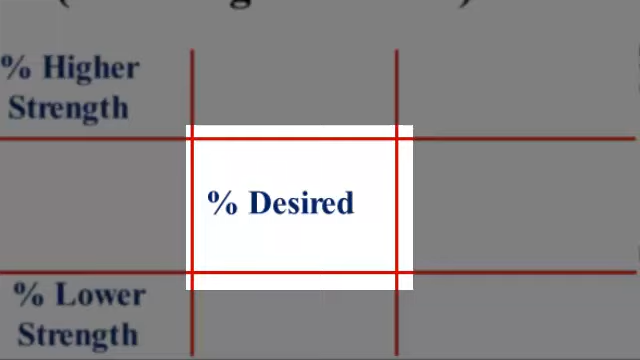 % Higher
Strength
% Desired
% Lower
Strength